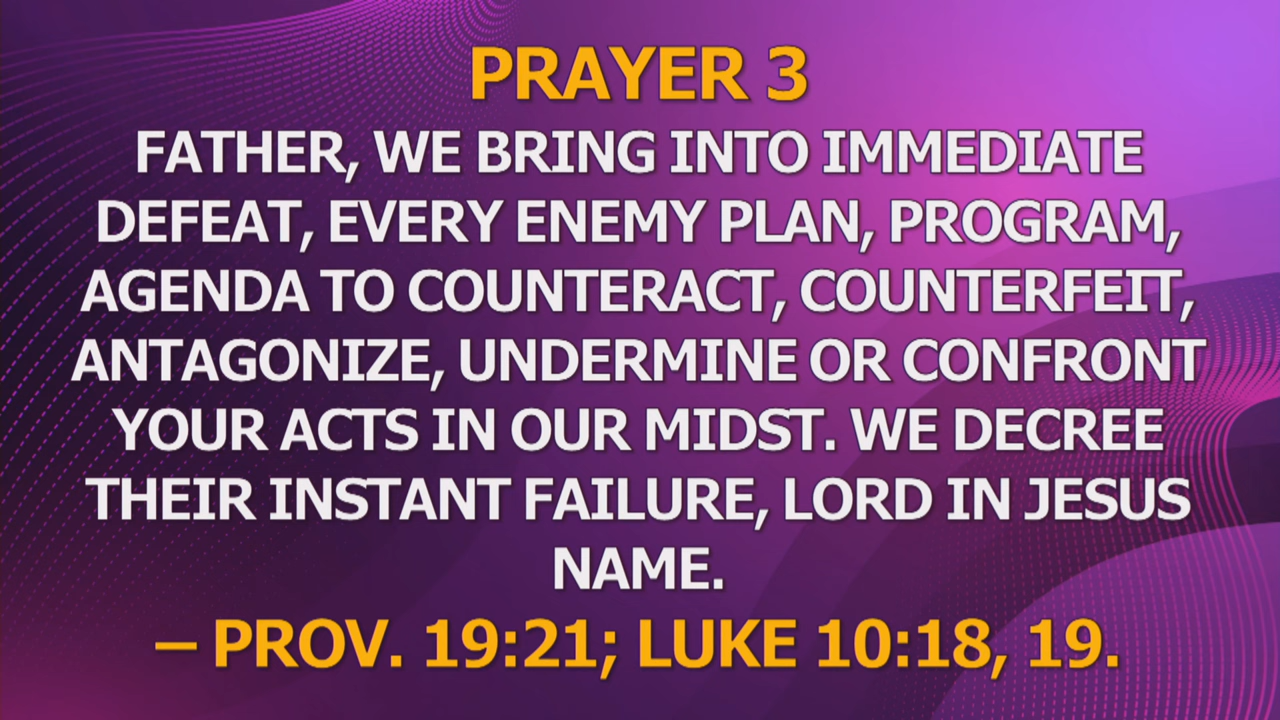 PRAYER 3
FATHER, WE BRING INTO IMMEDIATE
DEFEAT, EVERY ENEMY PLAN, PROGRAM,
AGENDA TO COUNTERACT, COUNTERFEIT,
ANTAGONIZE, UNDERMINE OR CONFRONT
YOUR ACTS IN OUR MIDST. WE DECREE
THEIR INSTANT FAILURE, LORD IN JESUS
NAME.
– PROV. 19:21; LUKE 10:18, 19.